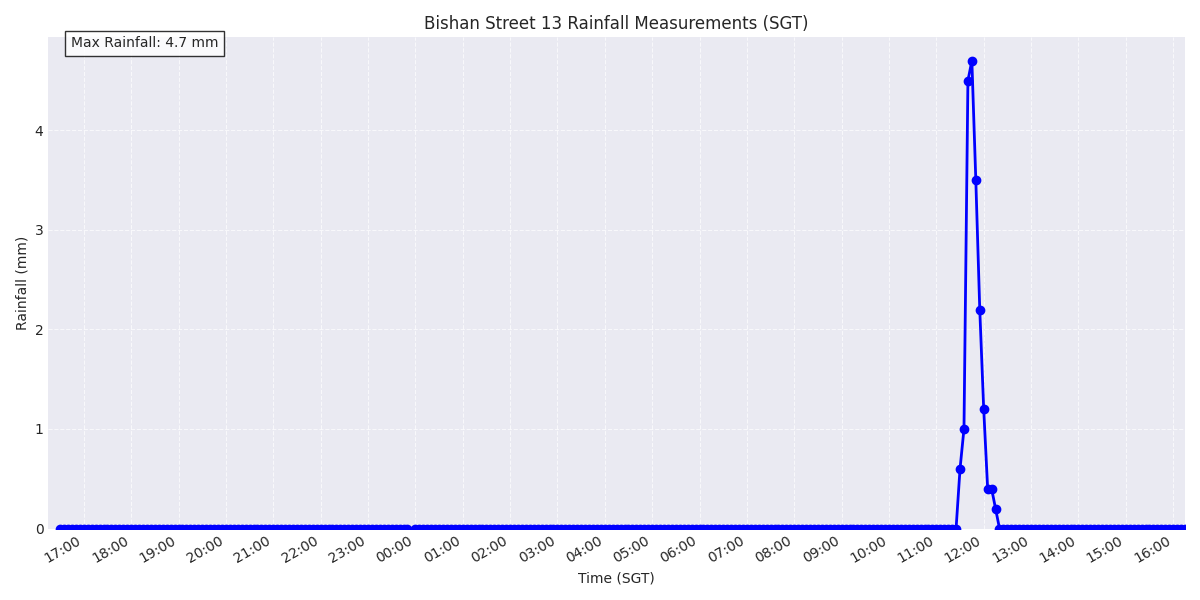 Bishan Street 13 Rainfall Measurements (SGT)
Max Rainfall: 4.7 mm
4
3
2
1
0
Rainfall (mm)
17:00 18:00 19:00 20:00 21:00 22:00 23:00 00:00 01:00 02:00 03:00 04:00 05:00 06:00 07:00 08:00 09:00 10:00 11:00 12:00 13:00 14:00 15:00 16:00
Time (SGT)